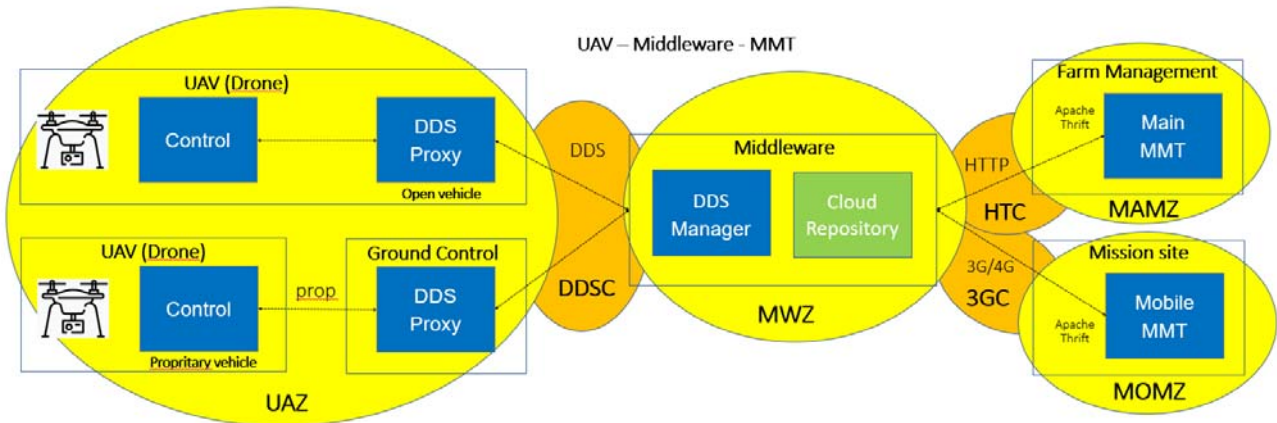 UAV – Middleware - MMT
UAV (Drone)
Control
DDS
Proxy
Open vehicle
UAV (Drone)
Control
Propritary vehicle
prop
Ground Control
DDS
Proxy
UAZ
DDS
DDSC
Middleware
DDS
Manager
Cloud
Repository
MWZ
HTTP
HTC
3G/4G
3GC
Farm Management
Apache
Thrift
Main
MMT
MAMZ
Mission site
Apache
Thrift
Mobile
MMT
MOMZ